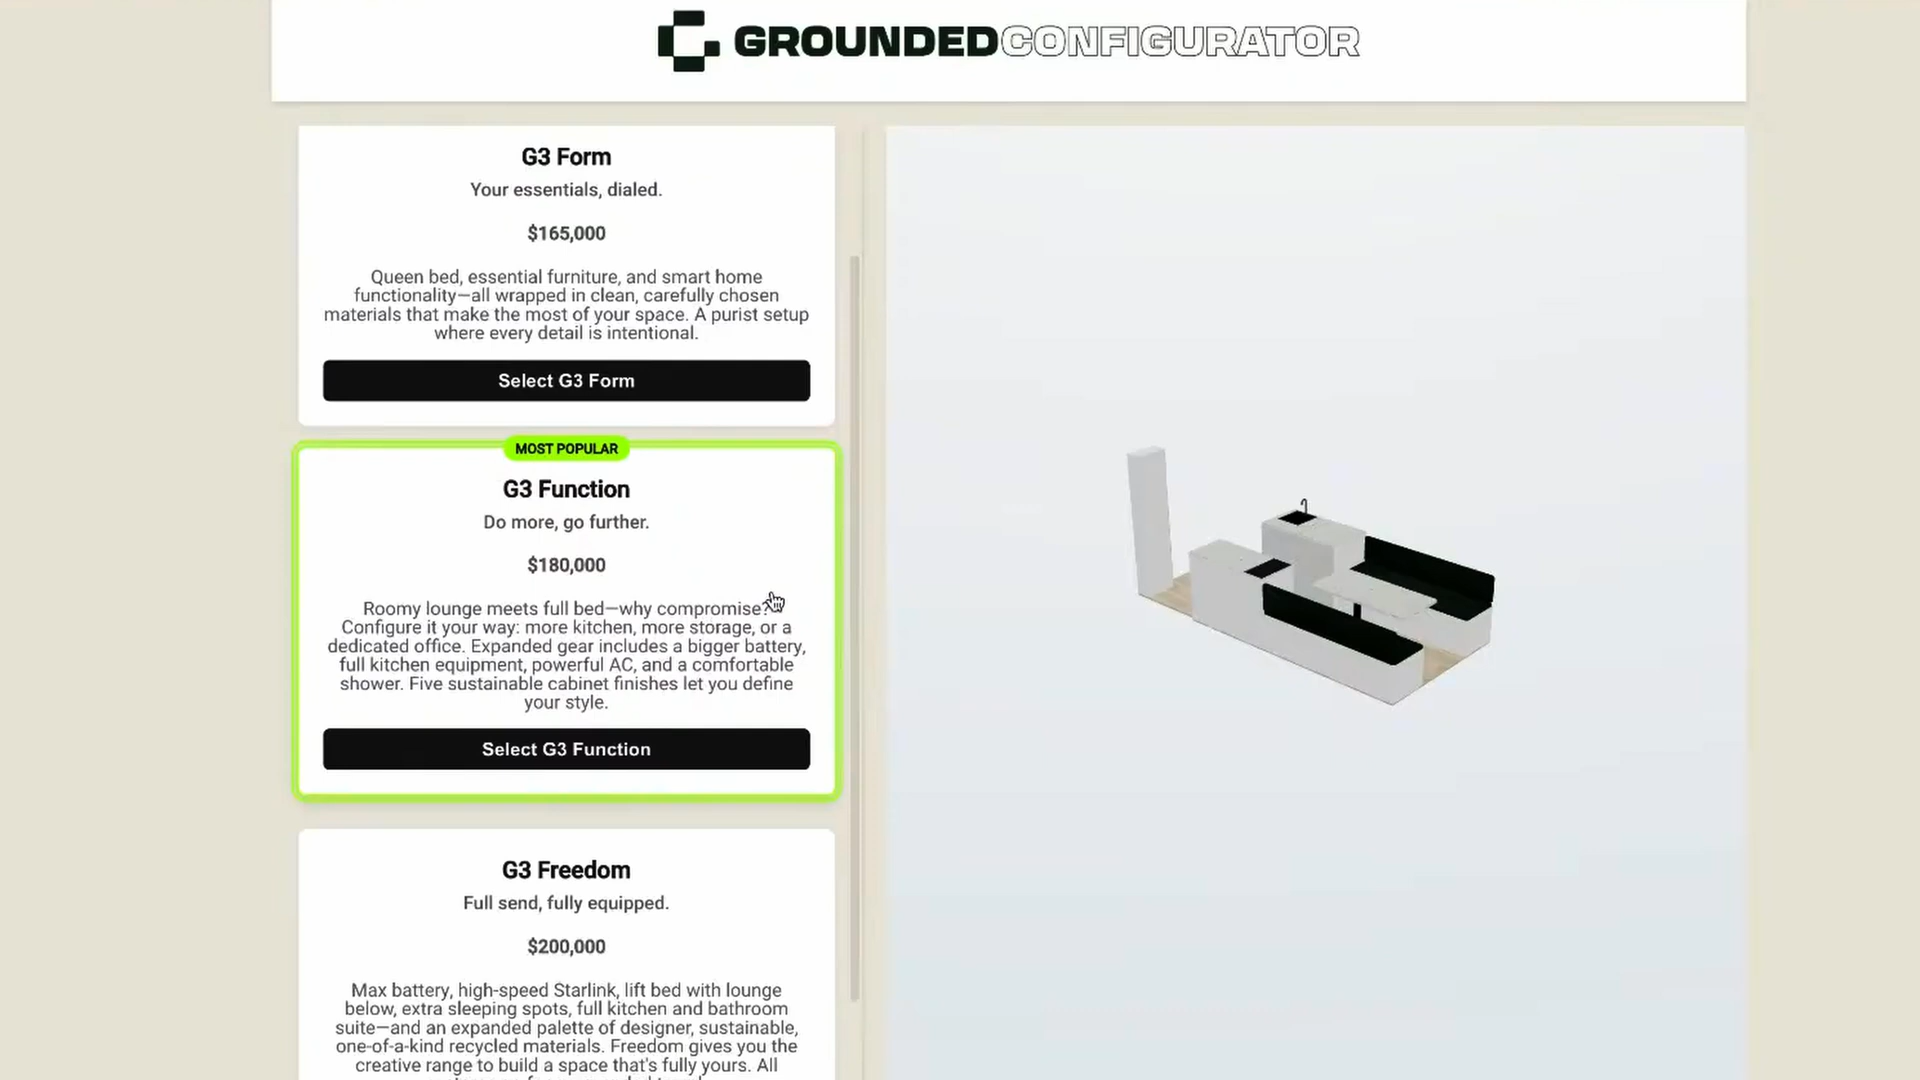 GROUNDEDCONFIGURATOR
G3 Form
Your essentials, dialed.
$165,000
Queen bed, essential furniture, and smart home
functionality—all wrapped in clean, carefully chosen
materials that make the most of your space. A purist setup
where every detail is intentional.
Select G3 Form
MOST POPULAR
G3 Function
Do more, go further.
$180,000
Roomy lounge meets full bed—why compromise?
Configure it your way: more kitchen, more storage, or a
dedicated office. Expanded gear includes a bigger battery,
full kitchen equipment, powerful AC, and a comfortable
shower. Five sustainable cabinet finishes let you define
your style.
Select G3 Function
G3 Freedom
Full send, fully equipped.
$200,000
Max battery, high-speed Starlink, lift bed with lounge
below, extra sleeping spots, full kitchen and bathroom
suite—and an expanded palette of designer, sustainable,
one-of-a-kind recycled materials. Freedom gives you the
creative range to build a space that's fully yours. All